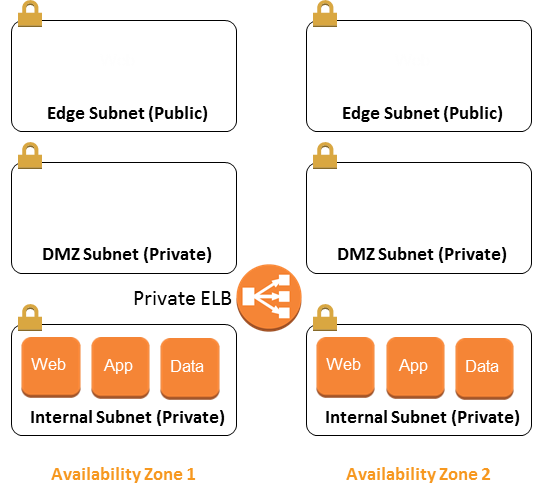 Edge Subnet (Public)
Edge Subnet (Public)
DMZ Subnet (Private)
DMZ Subnet (Private)
Private ELB
Web
App
Data
Internal Subnet (Private)
Web
App
Data
Internal Subnet (Private)
Availability Zone 1
Availability Zone 2